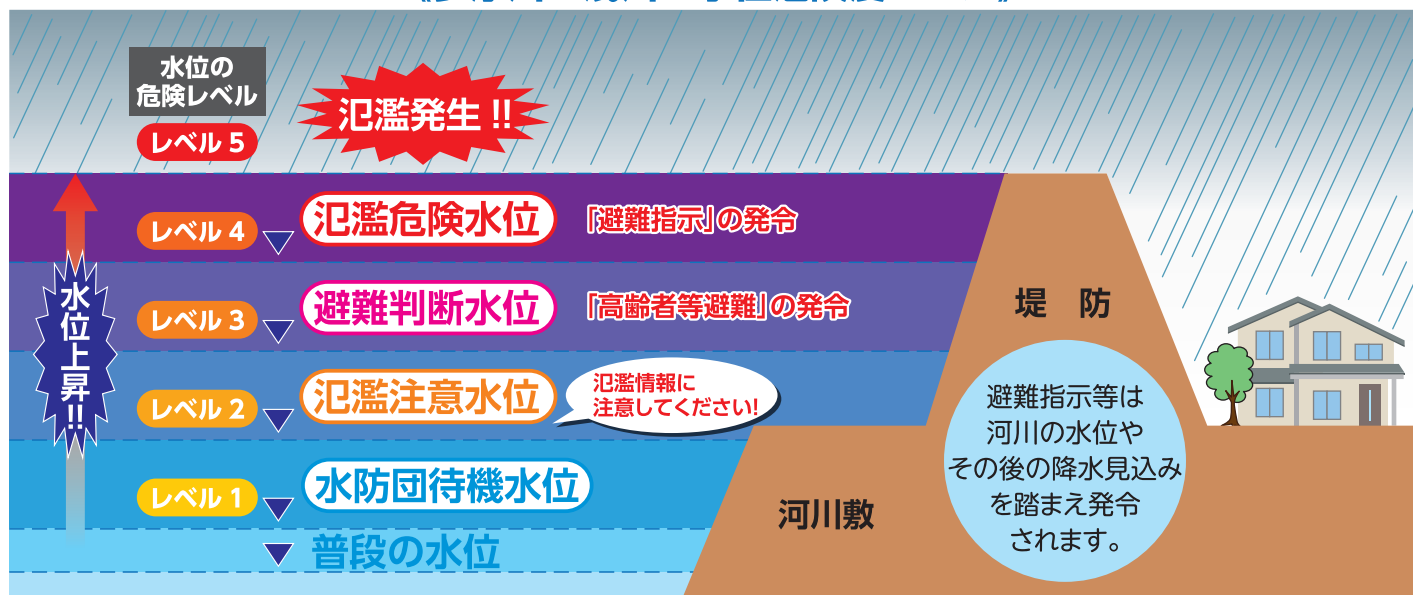 水位の
危険レベル
レベル 5
氾濫発生 !!
レベル 4
氾濫危険水位
「避難指示」の発令
レベル 3
避難判断水位
「高齢者等避難」の発令
レベル 2
氾濫注意水位
氾濫情報に
注意してください!
レベル 1
水防団待機水位
普段の水位
水位上昇!!
堤 防
河川敷
避難指示等は
河川の水位や
その後の降水見込み
を踏まえ発令
されます。